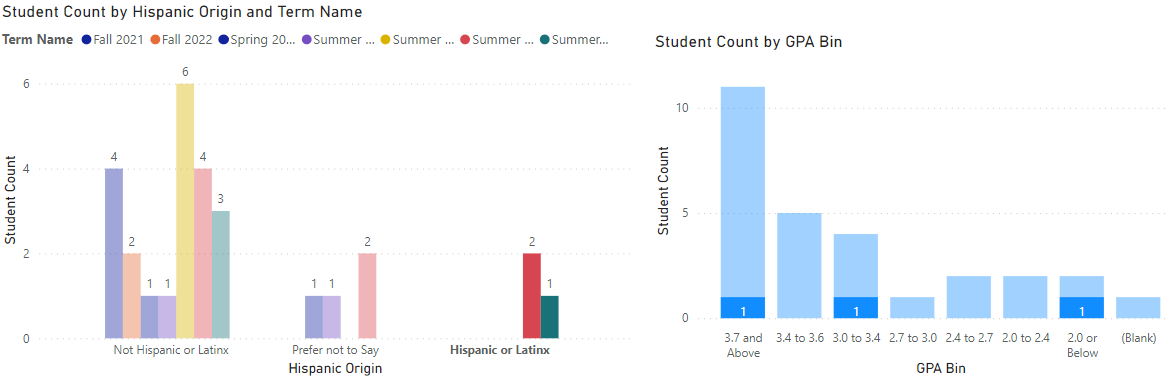 Student Count by Hispanic Origin and Term Name
Term Name Fall 2021 Fall 2022 Spring 20... Summer ... Summer ... Summer ... Summer...
Student Count
6
4
2
0
4
2
1
1
6
4
3
1
1
2
2
1
Not Hispanic or Latinx
Prefer not to Say
Hispanic or Latinx
Hispanic Origin
Student Count by GPA Bin
Student Count
10
5
0
1
1
1
3.7 and
Above
3.4 to 3.6
3.0 to 3.4
2.7 to 3.0
2.4 to 2.7
2.0 to 2.4
2.0 or
Below
(Blank)
GPA Bin